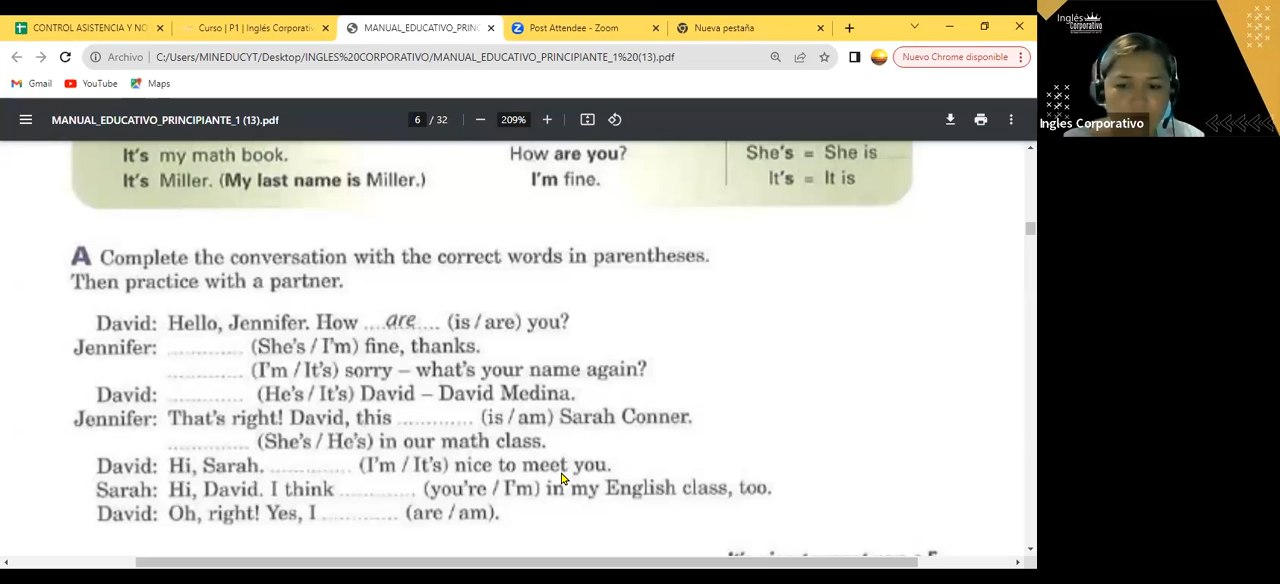 CONTROL ASISTENCIA Y NO
Curso | P1 | Inglés Corporativo
MANUAL_EDUCATIVO_PRINC
Post Attendee - Zoom
Nueva pestaña
Archivo
C:/Users/MINEDUCYT/Desktop/INGLES%20CORPORATIVO/MANUAL_EDUCATIVO_PRINCIPIANTE_1%20(13).pdf
Nuevo Chrome disponible
Gmail
YouTube
Maps
MANUAL_EDUCATIVO_PRINCIPIANTE_1 (13).pdf
6 / 32
209%
It's my math book.
It's Miller. (My last name is Miller.)
How are you?
I'm fine.
She's = She is
It's = It is
A Complete the conversation with the correct words in parentheses.
Then practice with a partner.
David: Hello, Jennifer. How ....are.... (is / are) you?
Jennifer: ............ (She's / I'm) fine, thanks.
............ (I'm / It's) sorry – what's your name again?
David: ............ (He's / It's) David – David Medina.
Jennifer: That's right! David, this ............ (is / am) Sarah Conner.
............ (She's / He's) in our math class.
David: Hi, Sarah. ............ (I'm / It's) nice to meet you.
Sarah: Hi, David. I think ............ (you're / I'm) in my English class, too.
David: Oh, right! Yes, I ............ (are / am).
Inglés
Corporativo
Ingles Corporativo